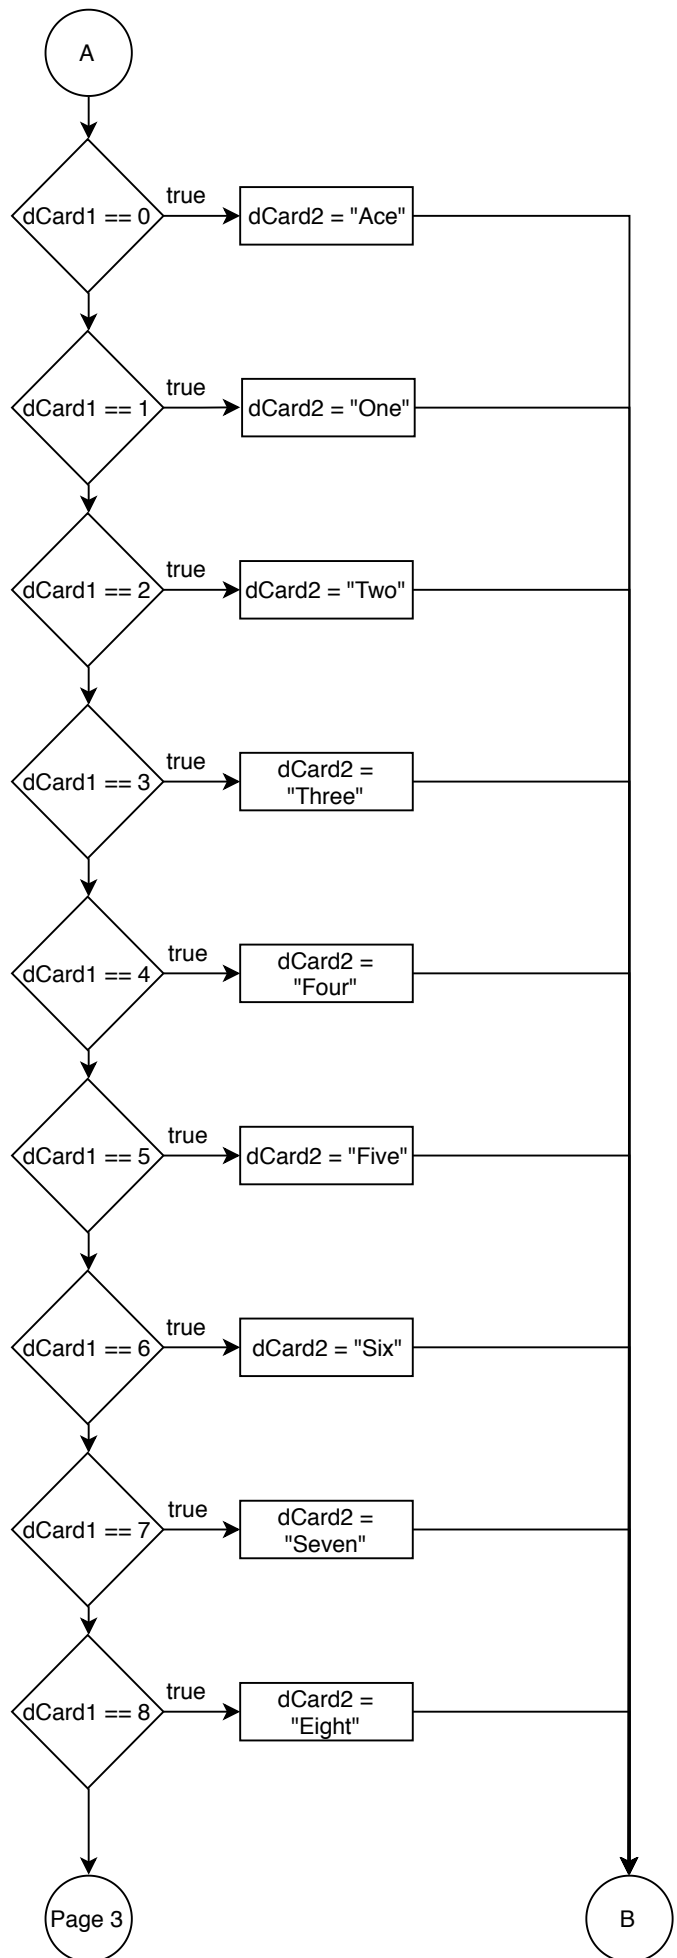 A
dCard1 == 0
true
dCard2 = "Ace"
dCard1 == 1
true
dCard2 = "One"
dCard1 == 2
true
dCard2 = "Two"
dCard1 == 3
true
dCard2 =
"Three"
dCard1 == 4
true
dCard2 =
"Four"
dCard1 == 5
true
dCard2 = "Five"
dCard1 == 6
true
dCard2 = "Six"
dCard1 == 7
true
dCard2 =
"Seven"
dCard1 == 8
true
dCard2 =
"Eight"
Page 3
B